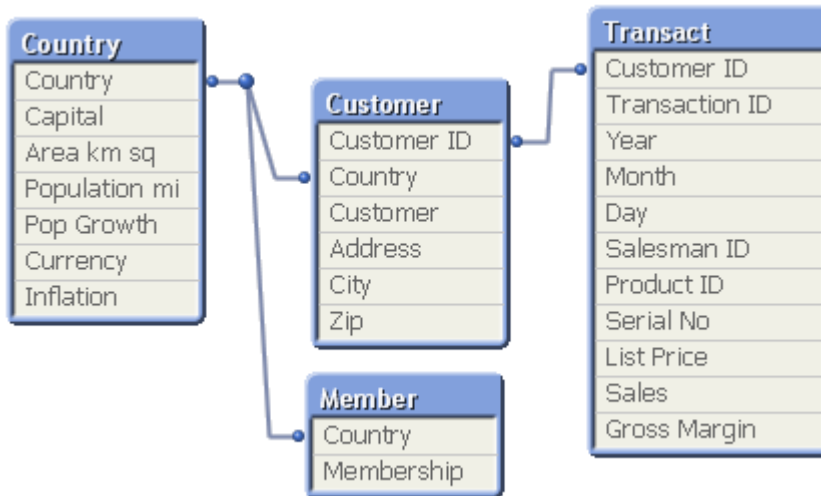 Country
Country
Capital
Area km sq
Population mi
Pop Growth
Currency
Inflation
Customer
Customer ID
Country
Customer
Address
City
Zip
Member
Country
Membership
Transact
Customer ID
Transaction ID
Year
Month
Day
Salesman ID
Product ID
Serial No
List Price
Sales
Gross Margin